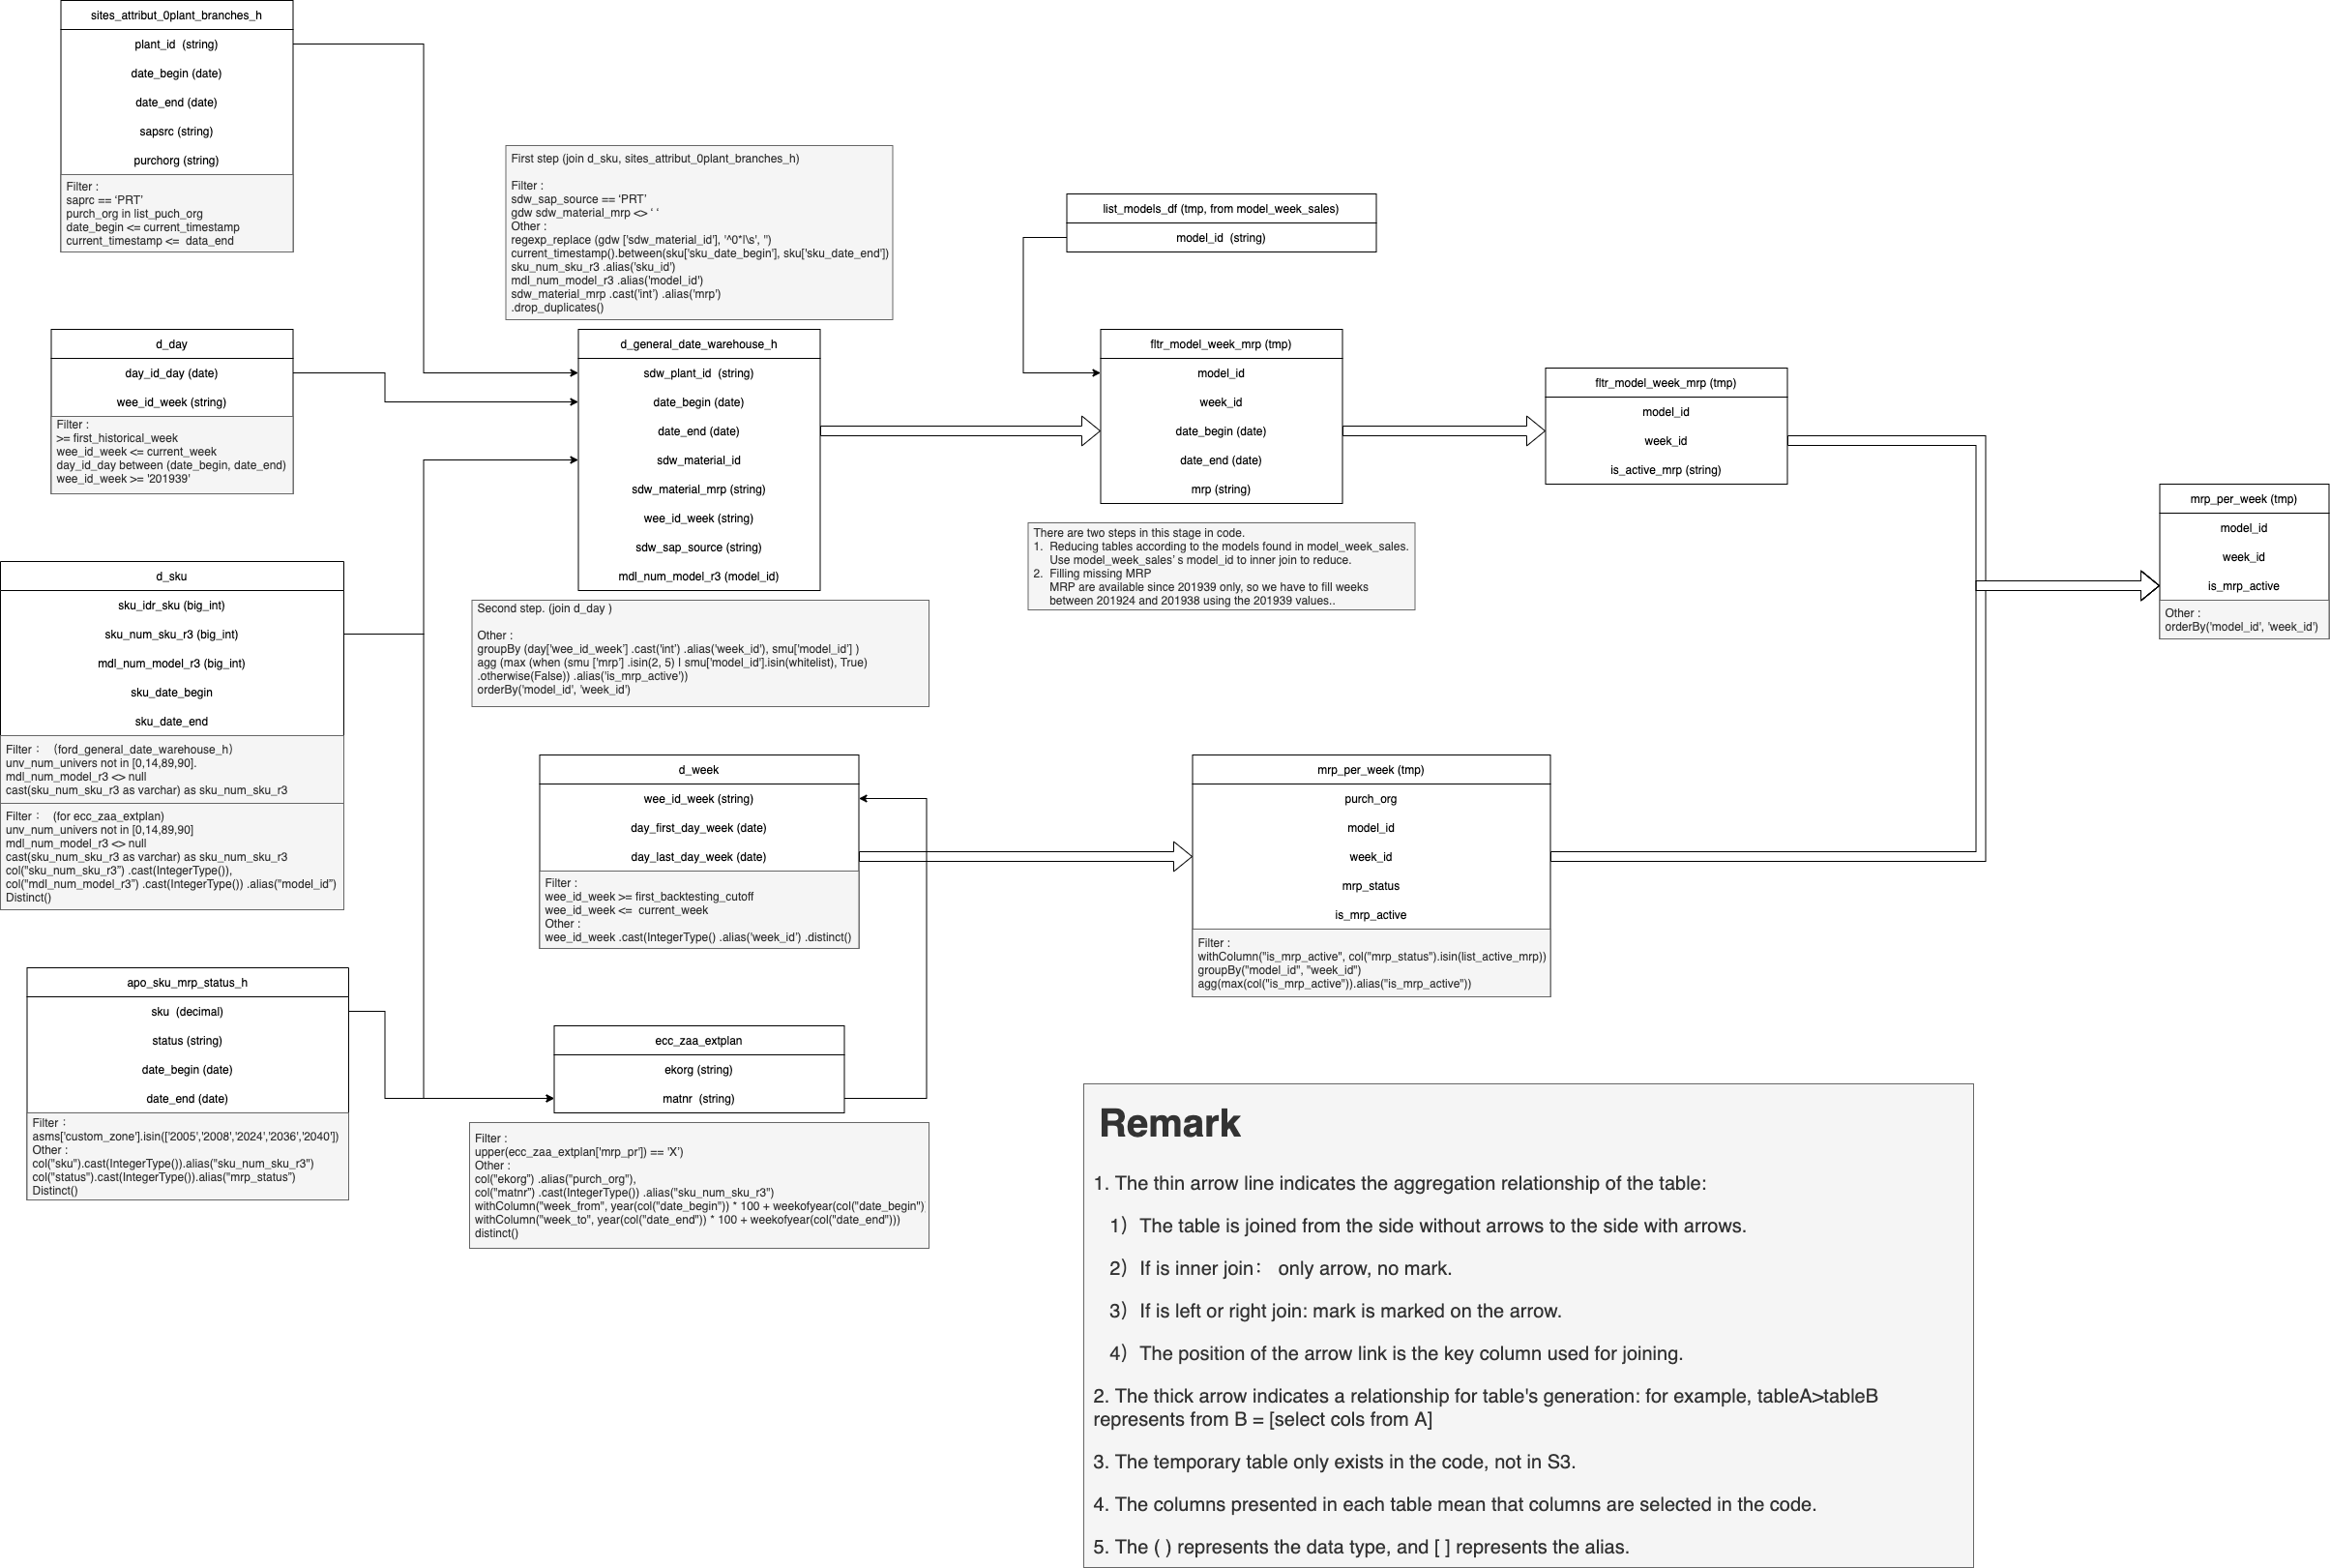 sites_attribut_0plant_branches_h
plant_id  (string)
date_begin (date)
date_end (date)
sapsrc (string)
purchorg (string)
Filter :
saprc == ‘PRT’
purch_org in list_puch_org
date_begin <= current_timestamp
current_timestamp <=  data_end
d_day
day_id_day (date)
wee_id_week (string)
Filter :
>= first_historical_week
wee_id_week <= current_week
day_id_day between (date_begin, date_end)
wee_id_week >= '201939’
d_sku
sku_idr_sku (big_int)
sku_num_sku_r3 (big_int)
mdl_num_model_r3 (big_int)
sku_date_begin
sku_date_end
Filter： （ford_general_date_warehouse_h）
unv_num_univers not in [0,14,89,90].
mdl_num_model_r3 <> null
cast(sku_num_sku_r3 as varchar) as sku_num_sku_r3
Filter：  (for ecc_zaa_extplan)
unv_num_univers not in [0,14,89,90]
mdl_num_model_r3 <> null
cast(sku_num_sku_r3 as varchar) as sku_num_sku_r3
col("sku_num_sku_r3”) .cast(IntegerType()),
col("mdl_num_model_r3”) .cast(IntegerType()) .alias("model_id”)
Distinct()
apo_sku_mrp_status_h
sku  (decimal)
status (string)
date_begin (date)
date_end (date)
Filter：
asms['custom_zone'].isin(['2005','2008','2024','2036','2040'])
Other :
col("sku").cast(IntegerType()).alias("sku_num_sku_r3")
col("status").cast(IntegerType()).alias("mrp_status")
Distinct()
First step (join d_sku, sites_attribut_0plant_branches_h)
Filter :
sdw_sap_source == ‘PRT’
gdw sdw_material_mrp <> ‘ ‘
Other :
regexp_replace (gdw ['sdw_material_id'], '^0*|\s', '')
current_timestamp().between(sku['sku_date_begin'], sku['sku_date_end'])
sku_num_sku_r3 .alias('sku_id’)
mdl_num_model_r3 .alias('model_id’)
sdw_material_mrp .cast('int’) .alias('mrp’)
.drop_duplicates()
d_general_date_warehouse_h
sdw_plant_id  (string)
date_begin (date)
date_end (date)
sdw_material_id
sdw_material_mrp (string)
wee_id_week (string)
sdw_sap_source (string)
mdl_num_model_r3 (model_id)
Second step. (join d_day )
Other :
groupBy (day['wee_id_week’] .cast('int’) .alias('week_id’), smu['model_id’] )
agg (max (when (smu ['mrp’] .isin(2, 5) | smu['model_id'].isin(whitelist), True)
.otherwise(False)) .alias('is_mrp_active’))
orderBy('model_id’, 'week_id’)
d_week
wee_id_week (string)
day_first_day_week (date)
day_last_day_week (date)
Filter :
wee_id_week >= first_backtesting_cutoff
wee_id_week <=  current_week
Other :
wee_id_week .cast(IntegerType() .alias(‘week_id’) .distinct()
ecc_zaa_extplan
ekorg (string)
matnr  (string)
Filter :
upper(ecc_zaa_extplan['mrp_pr']) == 'X’)
Other :
col("ekorg”) .alias("purch_org”),
col("matnr”) .cast(IntegerType()) .alias("sku_num_sku_r3”)
withColumn("week_from", year(col("date_begin")) * 100 + weekofyear(col("date_begin")
withColumn("week_to", year(col("date_end")) * 100 + weekofyear(col("date_end")))
distinct()
list_models_df (tmp, from model_week_sales)
model_id  (string)
fltr_model_week_mrp (tmp)
model_id
week_id
date_begin (date)
date_end (date)
mrp (string)
There are two steps in this stage in code.
1.  Reducing tables according to the models found in model_week_sales.
Use model_week_sales’ s model_id to inner join to reduce.
2.  Filling missing MRP
MRP are available since 201939 only, so we have to fill weeks
between 201924 and 201938 using the 201939 values..
fltr_model_week_mrp (tmp)
model_id
week_id
is_active_mrp (string)
mrp_per_week (tmp)
model_id
week_id
is_mrp_active
Other :
orderBy('model_id’, 'week_id’)
mrp_per_week (tmp)
purch_org
model_id
week_id
mrp_status
is_mrp_active
Filter :
withColumn("is_mrp_active", col("mrp_status").isin(list_active_mrp))
groupBy("model_id", "week_id")
agg(max(col("is_mrp_active")).alias("is_mrp_active"))
Remark
1. The thin arrow line indicates the aggregation relationship of the table:
1）The table is joined from the side without arrows to the side with arrows.
2）If is inner join： only arrow, no mark.
3）If is left or right join: mark is marked on the arrow.
4）The position of the arrow link is the key column used for joining.
2. The thick arrow indicates a relationship for table's generation: for example, tableA>tableB
represents from B = [select cols from A]
3. The temporary table only exists in the code, not in S3.
4. The columns presented in each table mean that columns are selected in the code.
5. The ( ) represents the data type, and [ ] represents the alias.